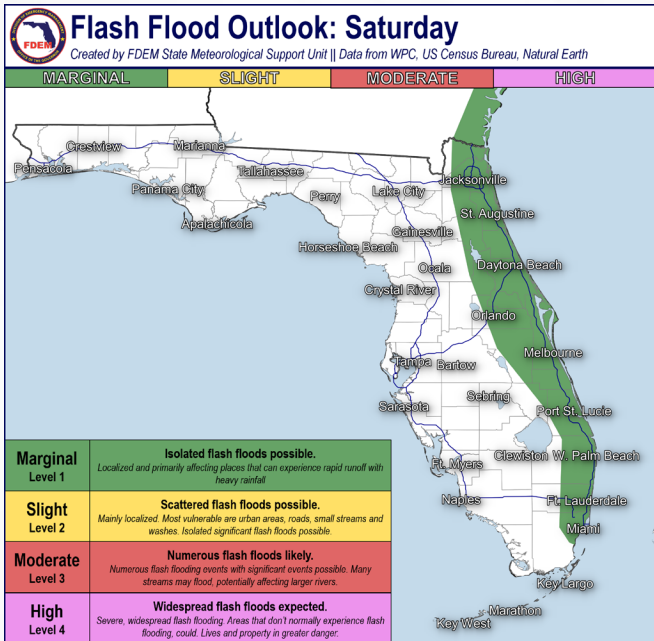 Flash Flood Outlook: Saturday
Created by FDEM State Meteorological Support Unit || Data from WPC, US Census Bureau, Natural Earth
FDEM
MARGINAL SLIGHT MODERATE HIGH
Crestview
Marianna
Pensacola
Tallahassee
Panama City
Perry
Lake City
Jacksonville
Apalachicola
St. Augustine
Gainesville
Horseshoe Beach
Ocala
Daytona Beach
Crystal River
Orlando
Melbourne
Tampa
Bartow
Sebring
Sarasota
Port St. Lucie
Clewiston
W. Palm Beach
Ft. Myers
Naples
Ft. Lauderdale
Miami
Key Largo
Marathon
Key West
Marginal
Level 1
Isolated flash floods possible.
Localized and primarily affecting places that can experience rapid runoff with
heavy rainfall
Slight
Level 2
Scattered flash floods possible.
Mainly localized. Most vulnerable are urban areas, roads, small streams and
washes. Isolated significant flash floods possible.
Moderate
Level 3
Numerous flash floods likely.
Numerous flash flooding events with significant events possible. Many
streams may flood, potentially affecting larger rivers.
High
Level 4
Widespread flash floods expected.
Severe, widespread flash flooding. Areas that don't normally experience flash
flooding, could. Lives and property in greater danger.